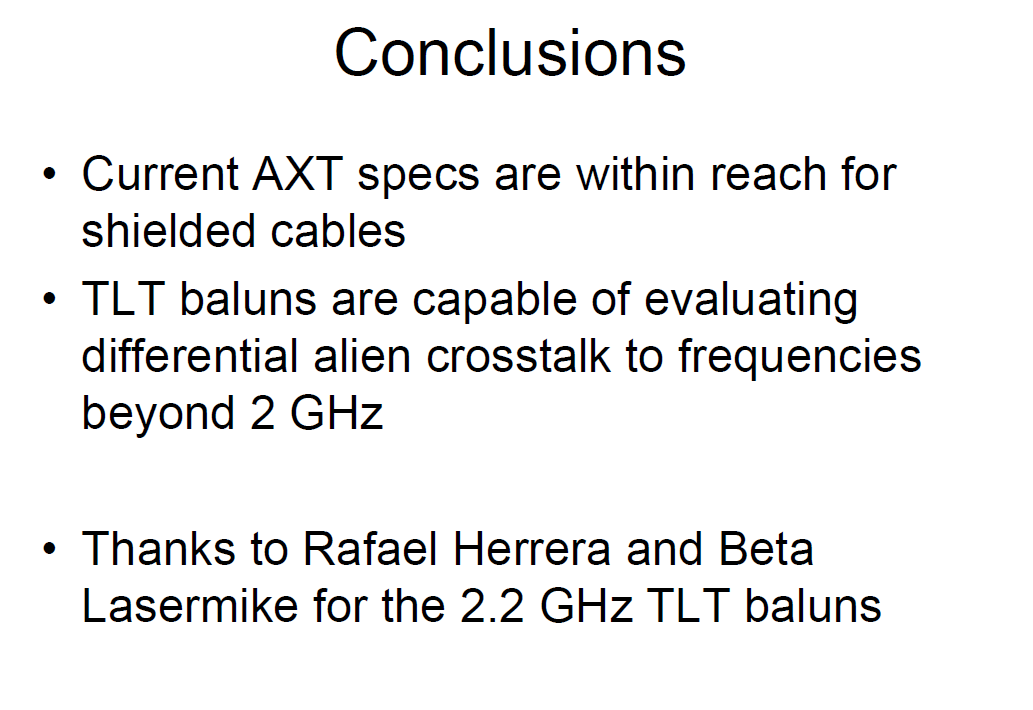 Conclusions
• Current AXT specs are within reach for
shielded cables
• TLT baluns are capable of evaluating
differential alien crosstalk to frequencies
beyond 2 GHz
• Thanks to Rafael Herrera and Beta
Lasermike for the 2.2 GHz TLT baluns